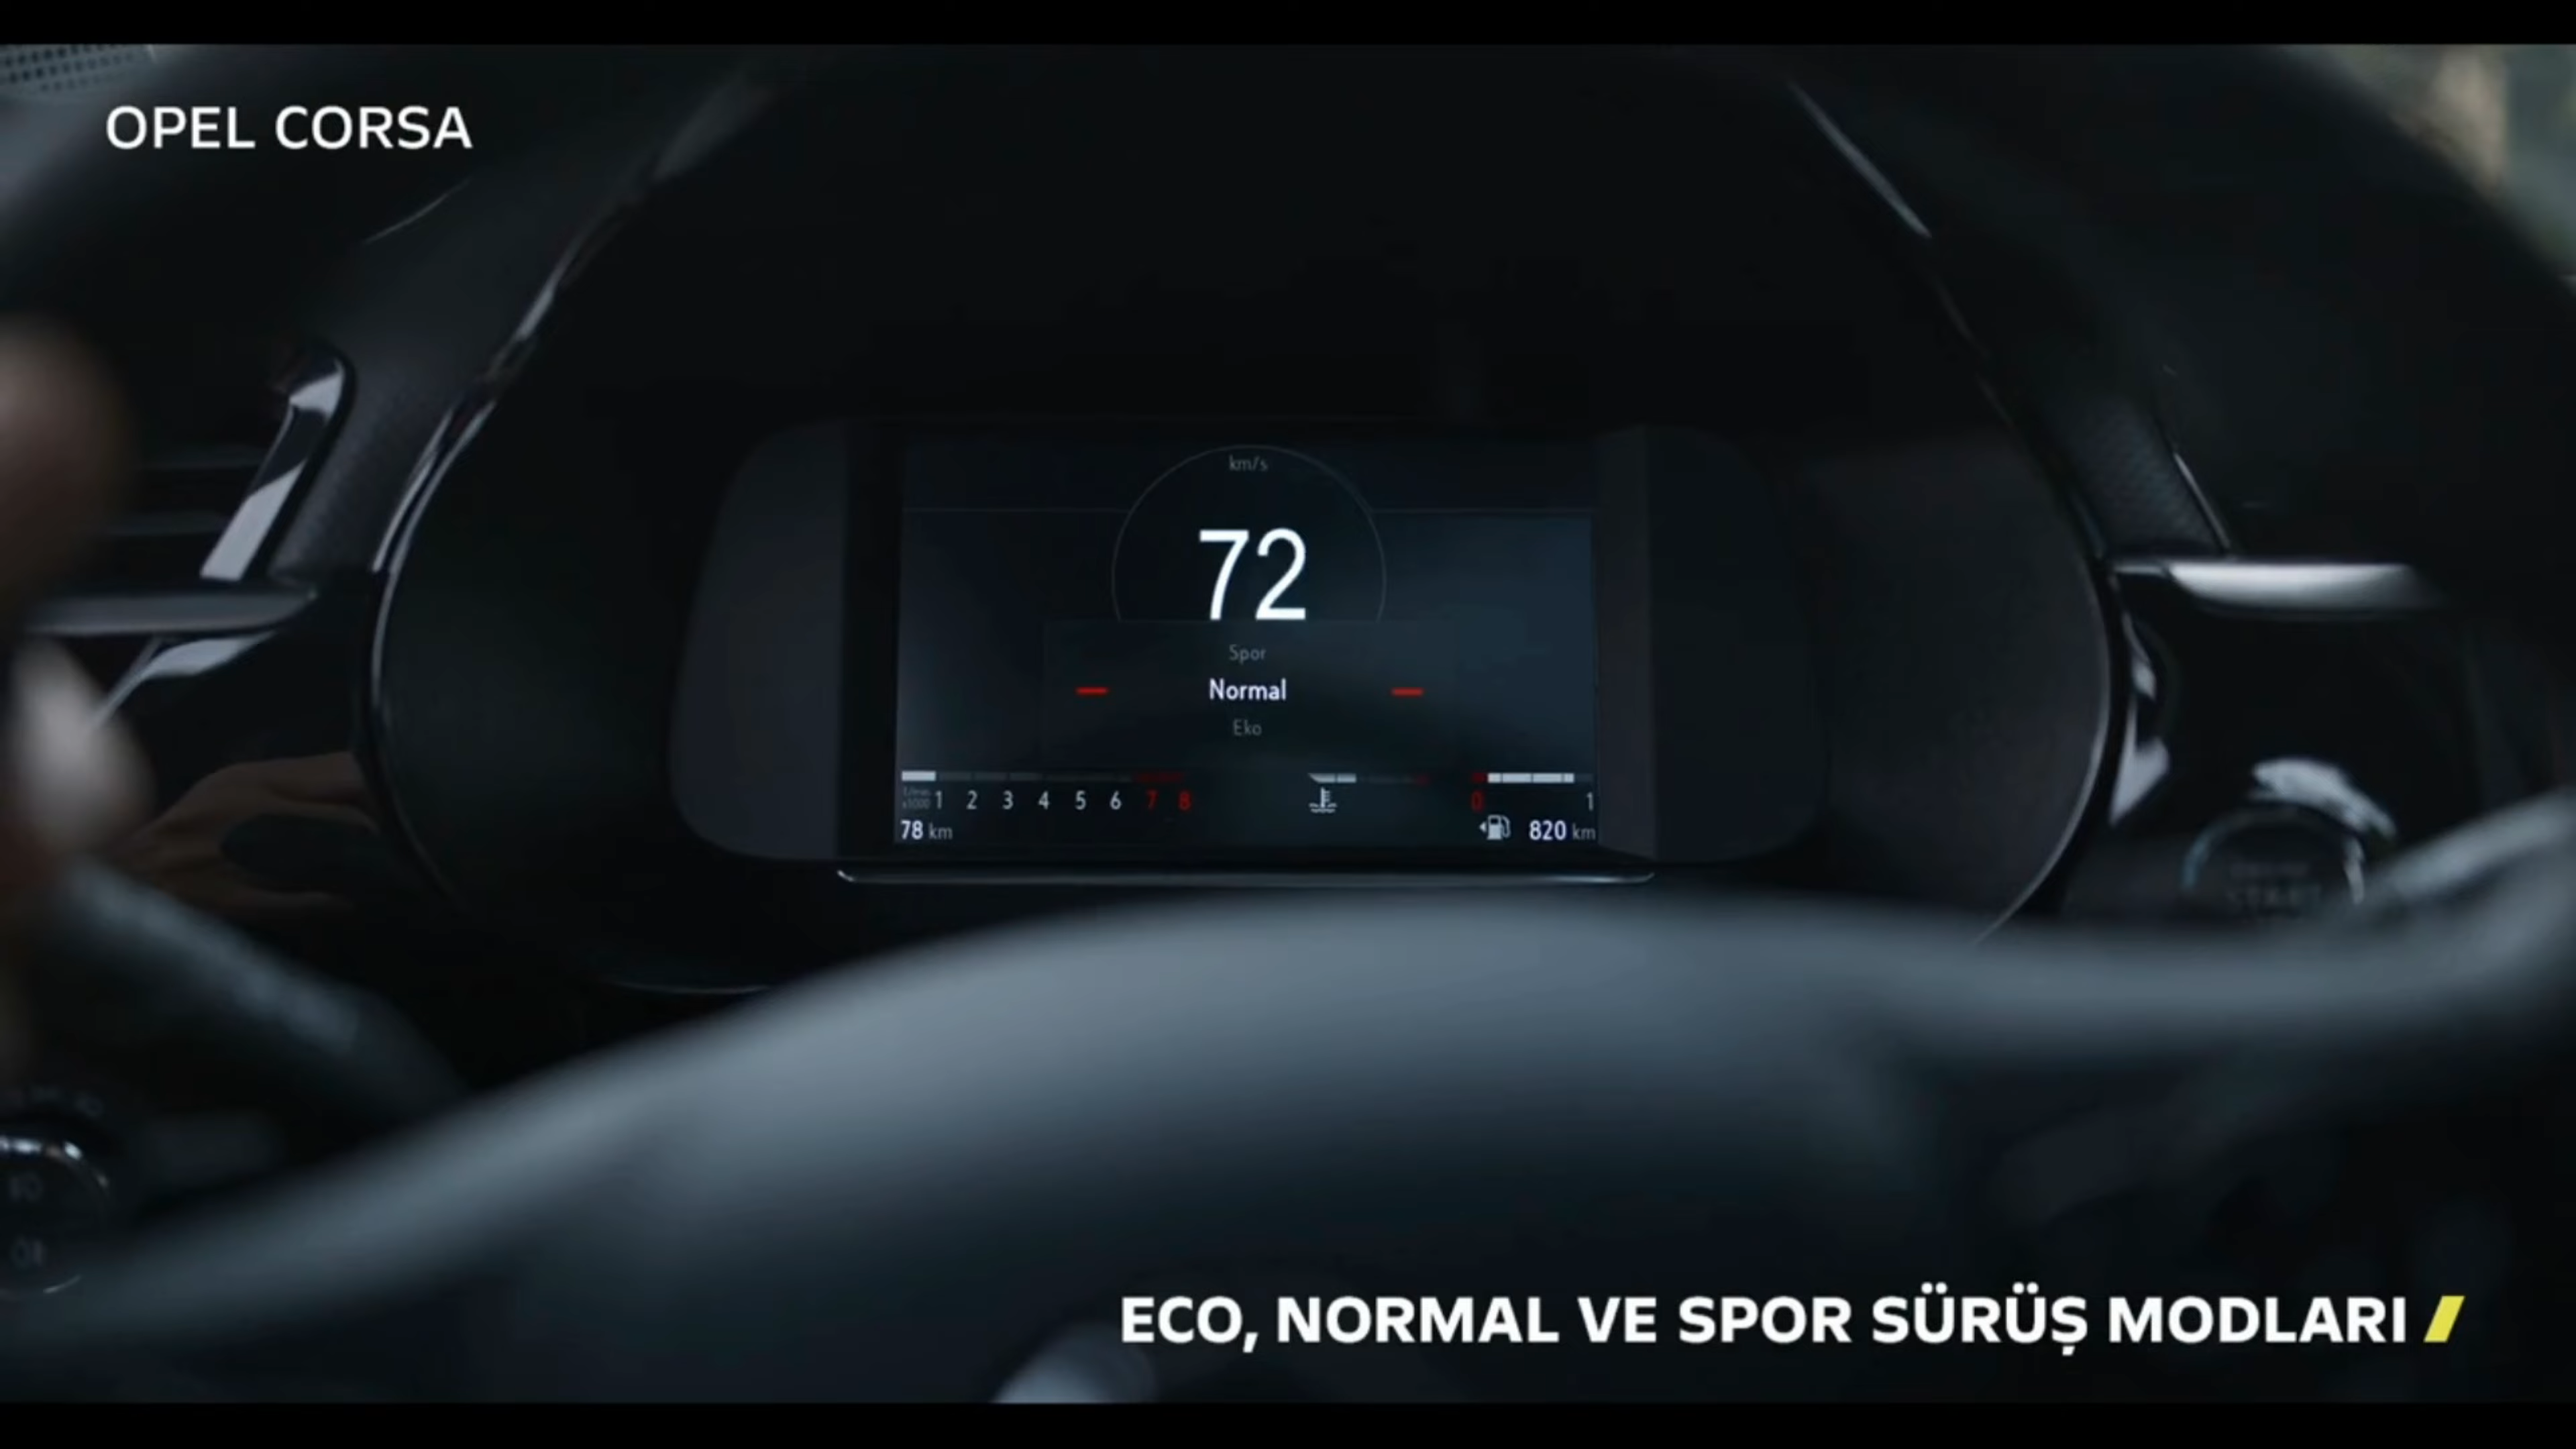 OPEL CORSA
km/s
72
Spor
Normal
Eko
1 2 3 4 5 6 7 8
0 1
78 km
820 km
START
ECO, NORMAL VE SPOR SÜRÜŞ MODLARI